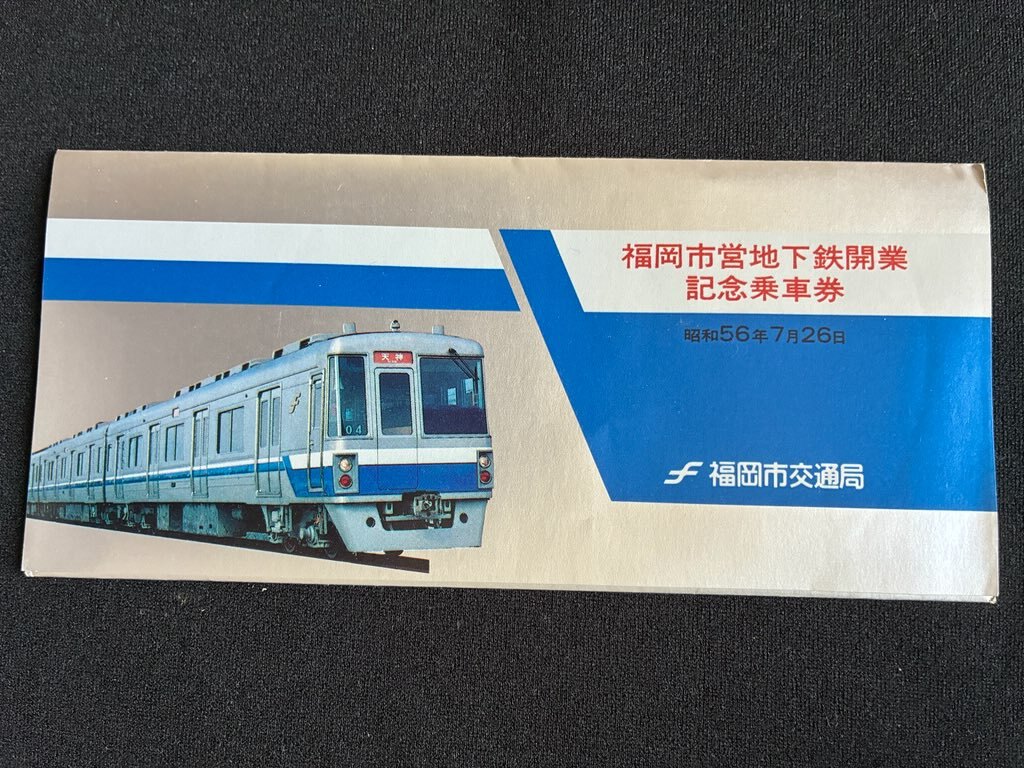 福岡市営地下鉄開業
記念乗車券
昭和56年7月26日
福岡市交通局
天神
04